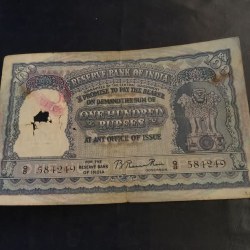 RESERVE BANK OF INDIA
I PROMISE TO PAY THE BEARER
ON DEMAND THE SUM OF
ONE HUNDRED
RUPEES
AT ANY OFFICE OF ISSUE
584249
FOR THE
RESERVE BANK
OF INDIA
584249